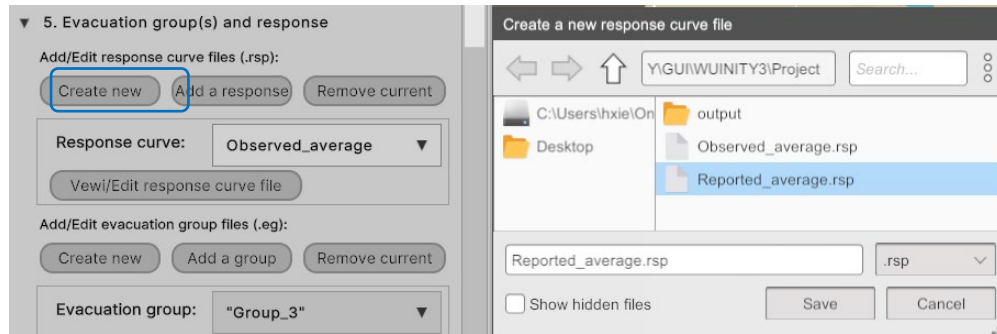 ▼ 5. Evacuation group(s) and response
Add/Edit response curve files (.rsp):
Create new Add a response Remove current
Response curve: Observed_average ▼
Vewi/Edit response curve file
Add/Edit evacuation group files (.eg):
Create new Add a group Remove current
Evacuation group: "Group_3" ▼
Create a new response curve file
Y\GUI\WUINITY3\Project Search...
C:\Users\hxie\On
Desktop
output
Observed_average.rsp
Reported_average.rsp
Reported_average.rsp .rsp
Show hidden files Save Cancel